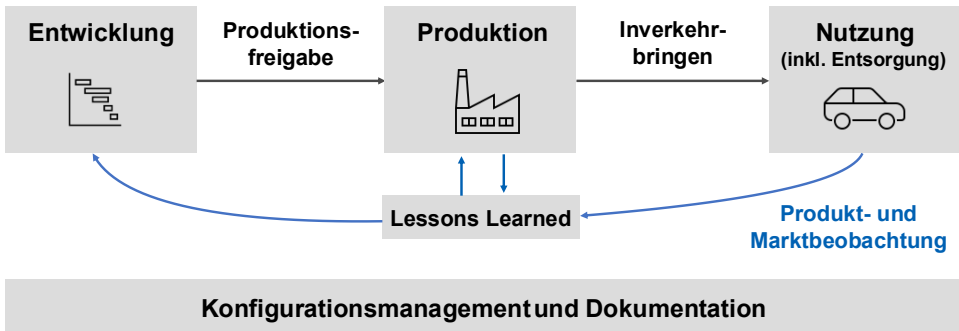 Entwicklung
Produktions-
freigabe
Produktion
Inverkehr-
bringen
Nutzung
(inkl. Entsorgung)
Lessons Learned
Produkt- und
Marktbeobachtung
Konfigurationsmanagement und Dokumentation